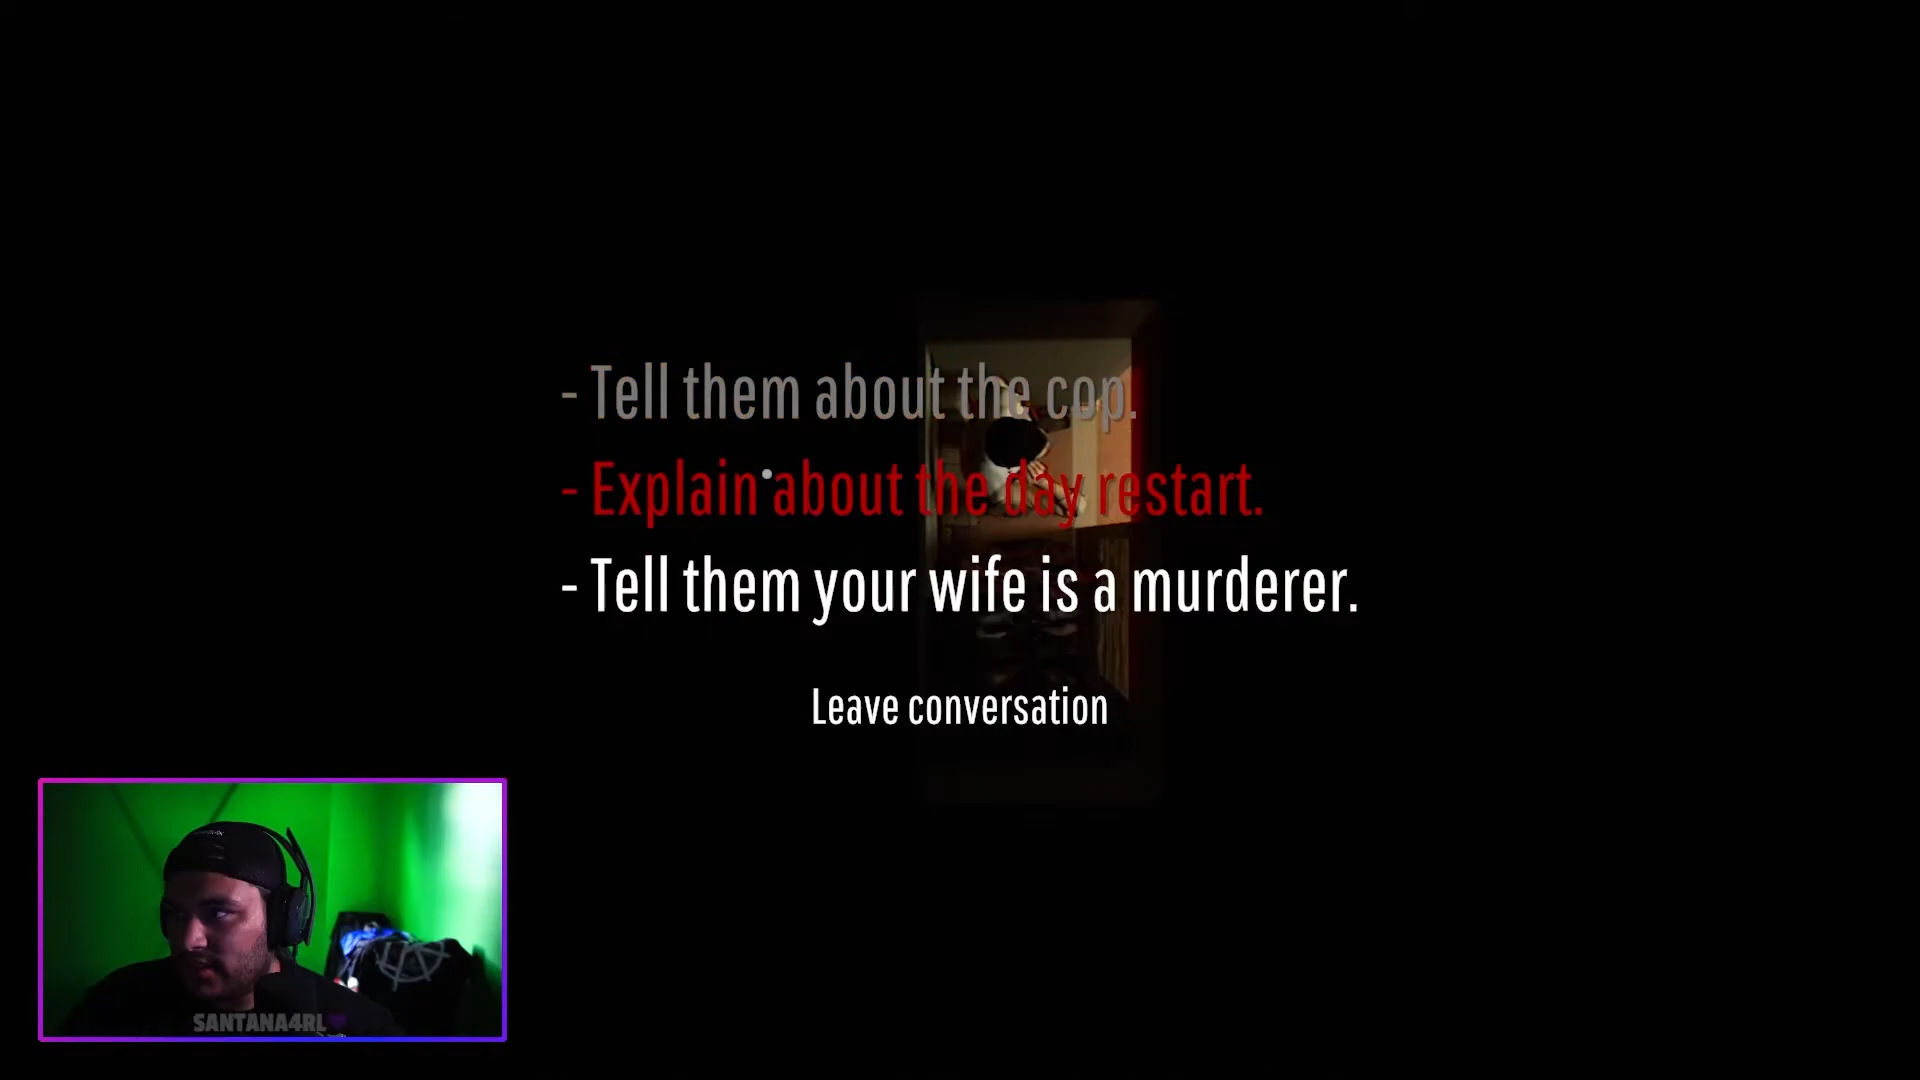 - Tell them about the cop.
- Explain about the day restart.
- Tell them your wife is a murderer.
Leave conversation
SANTANA4RL